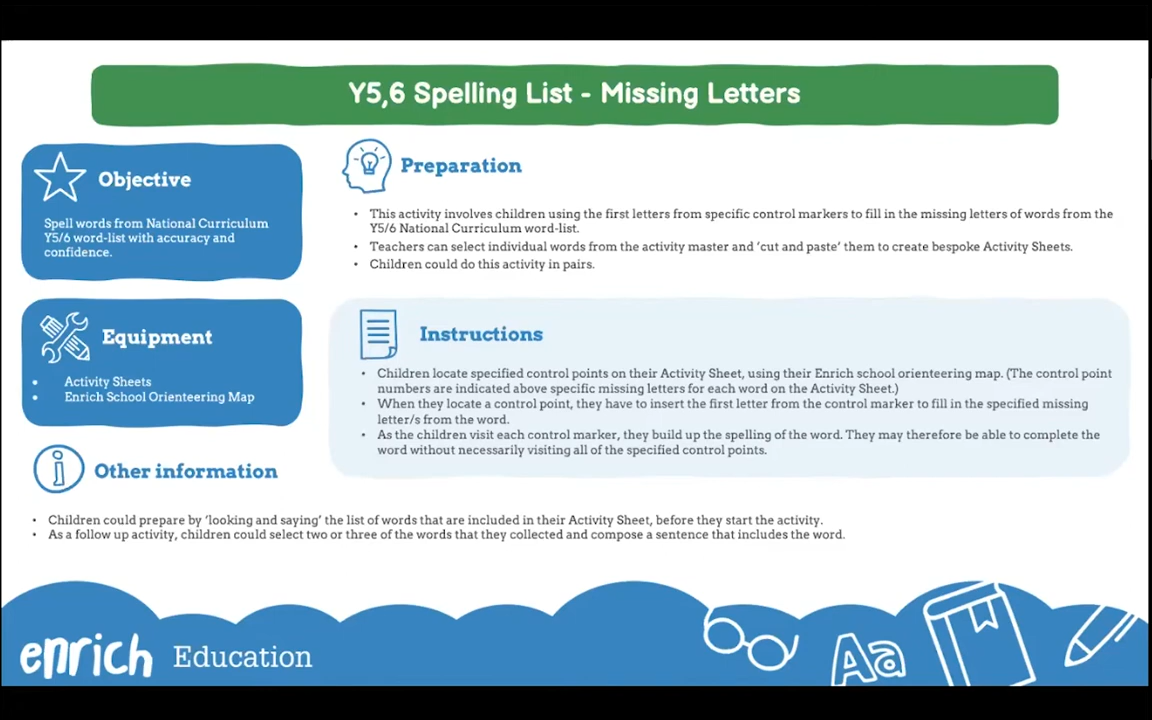 Y5,6 Spelling List - Missing Letters
Objective
Spell words from National Curriculum
Y5/6 word-list with accuracy and
confidence.
Equipment
• Activity Sheets
• Enrich School Orienteering Map
Preparation
• This activity involves children using the first letters from specific control markers to fill in the missing letters of words from the
Y5/6 National Curriculum word-list.
• Teachers can select individual words from the activity master and ‘cut and paste’ them to create bespoke Activity Sheets.
• Children could do this activity in pairs.
Instructions
• Children locate specified control points on their Activity Sheet, using their Enrich school orienteering map. (The control point
numbers are indicated above specific missing letters for each word on the Activity Sheet.)
• When they locate a control point, they have to insert the first letter from the control marker to fill in the specified missing
letter/s from the word.
• As the children visit each control marker, they build up the spelling of the word. They may therefore be able to complete the
word without necessarily visiting all of the specified control points.
Other information
• Children could prepare by ‘looking and saying’ the list of words that are included in their Activity Sheet, before they start the activity.
• As a follow up activity, children could select two or three of the words that they collected and compose a sentence that includes the word.
enrich Education
Aa